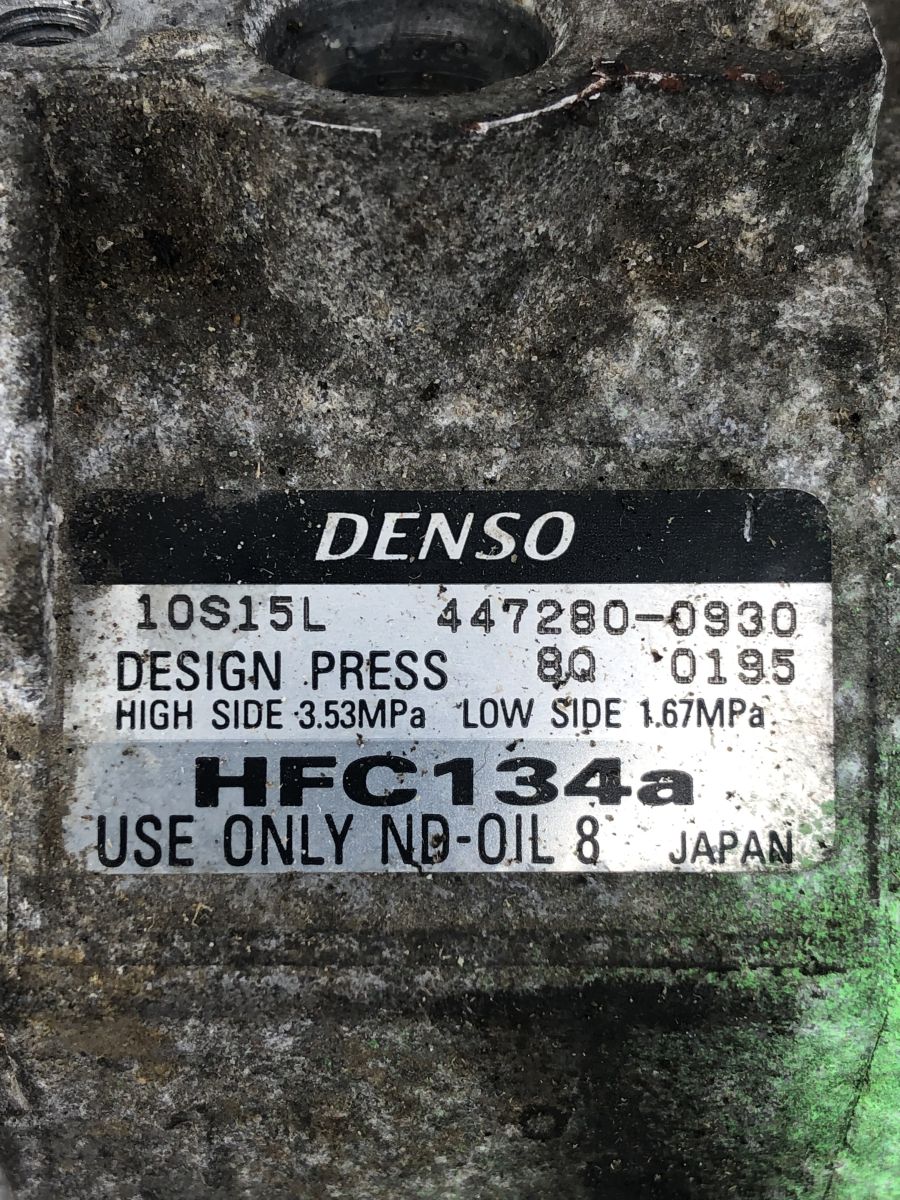 DENSO
10S15L 447280-0930
DESIGN PRESS 8Q 0195
HIGH SIDE 3.53MPa LOW SIDE 1.67MPa
HFC134a
USE ONLY ND-OIL 8 JAPAN